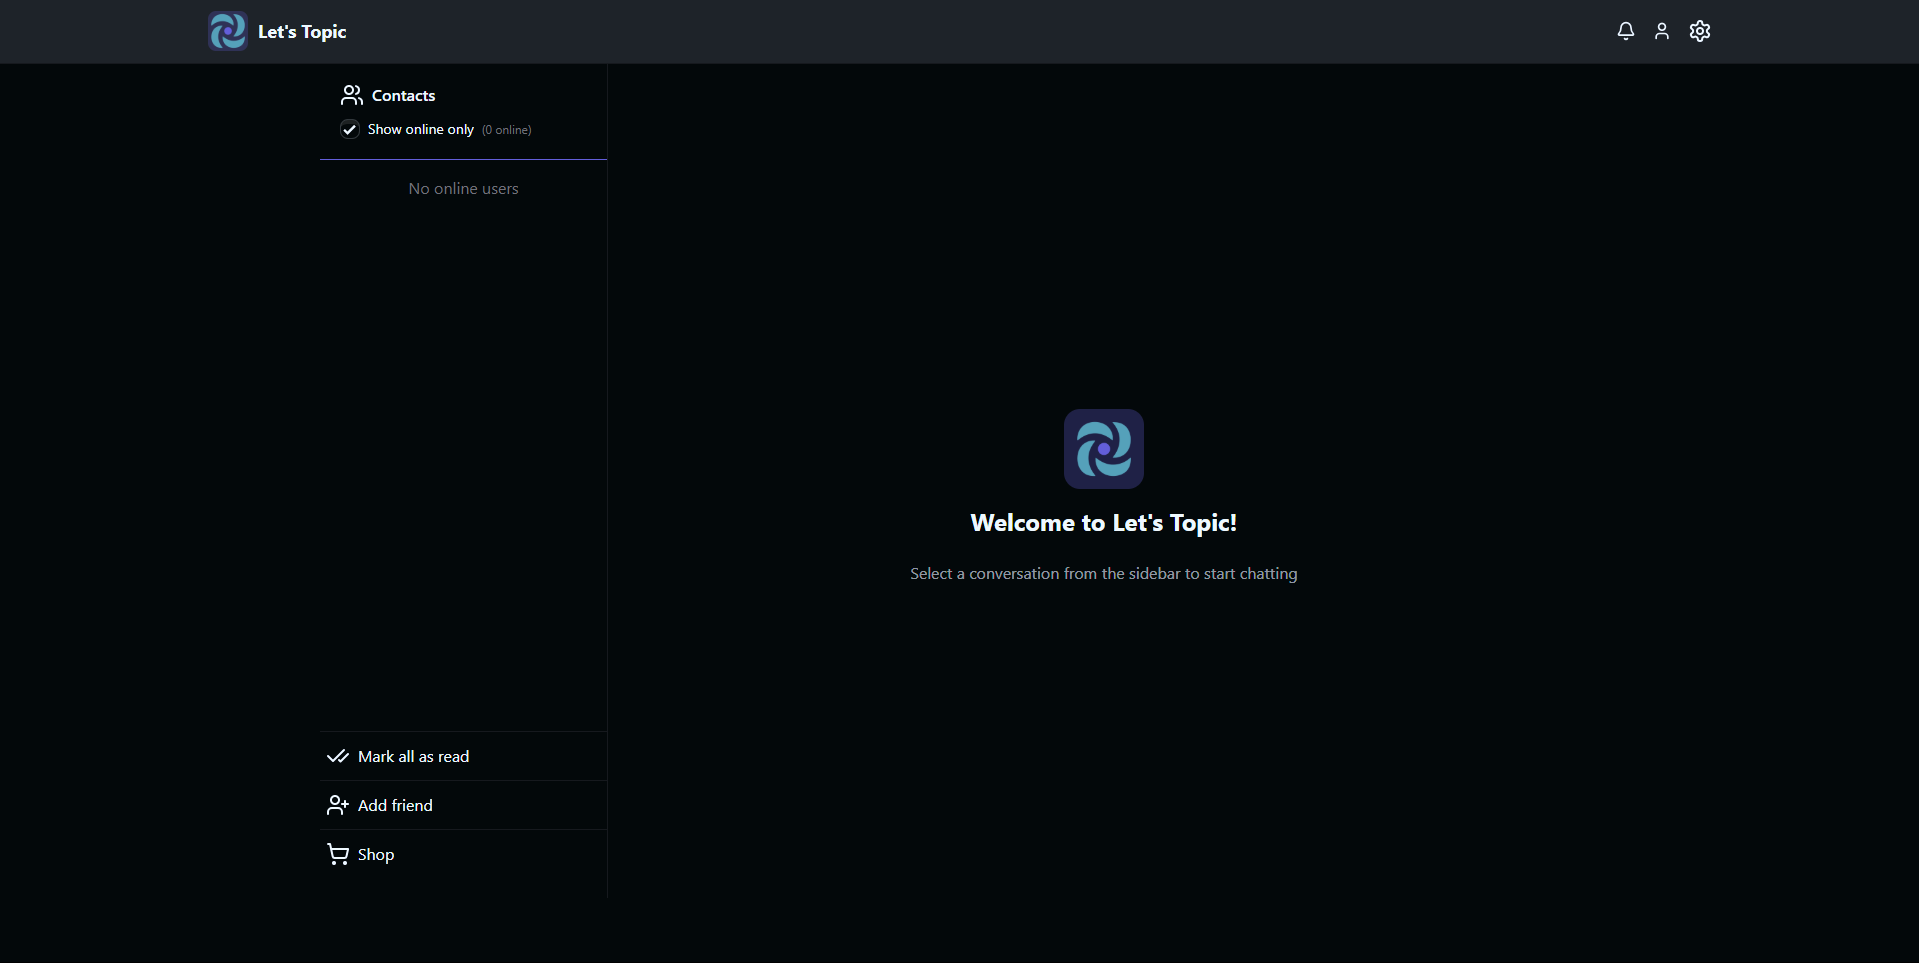 Let's Topic
Contacts
Show online only (0 online)
No online users
Welcome to Let's Topic!
Select a conversation from the sidebar to start chatting
Mark all as read
Add friend
Shop